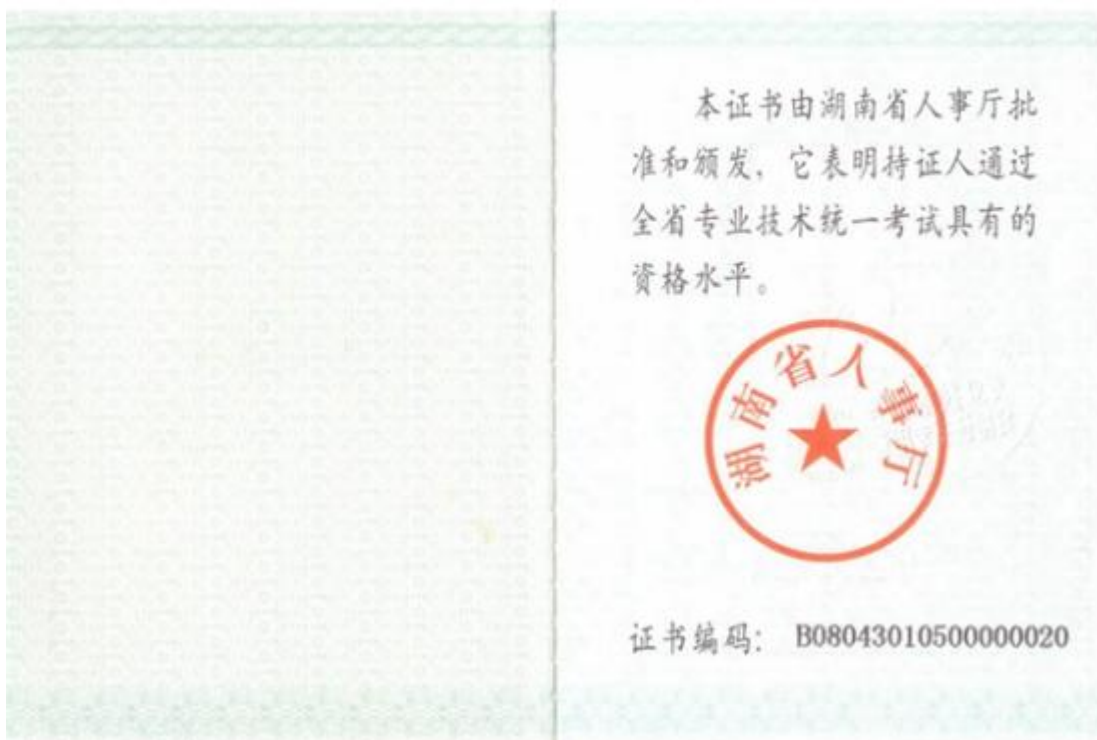 本证书由湖南省人事厅批
准和颁发，它表明持证人通过
全省专业技术统一考试具有的
资格水平。
湖南省人事厅
证书编码： B08043010500000020